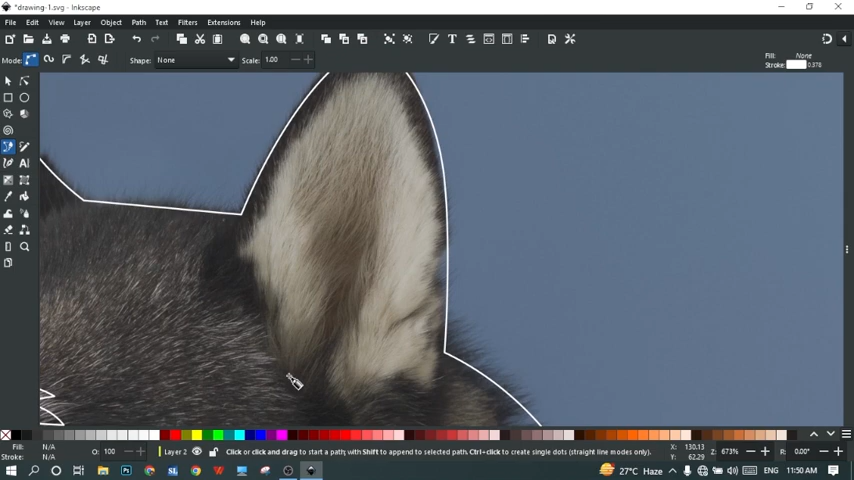 *drawing-1.svg - Inkscape
File Edit View Layer Object Path Text Filters Extensions Help
Mode: Shape: None Scale: 1.00 Fill: None
Stroke: 0.378
Fill: N/A
Stroke: N/A
O: 100 Layer 2 Click or click and drag to start a path; with Shift to append to selected path. Ctrl+click to create single dots (straight line modes only). X: 130.13
Y: 62.29
Z: 673% R: 0.00°
27°C Haze ENG 11:50 AM